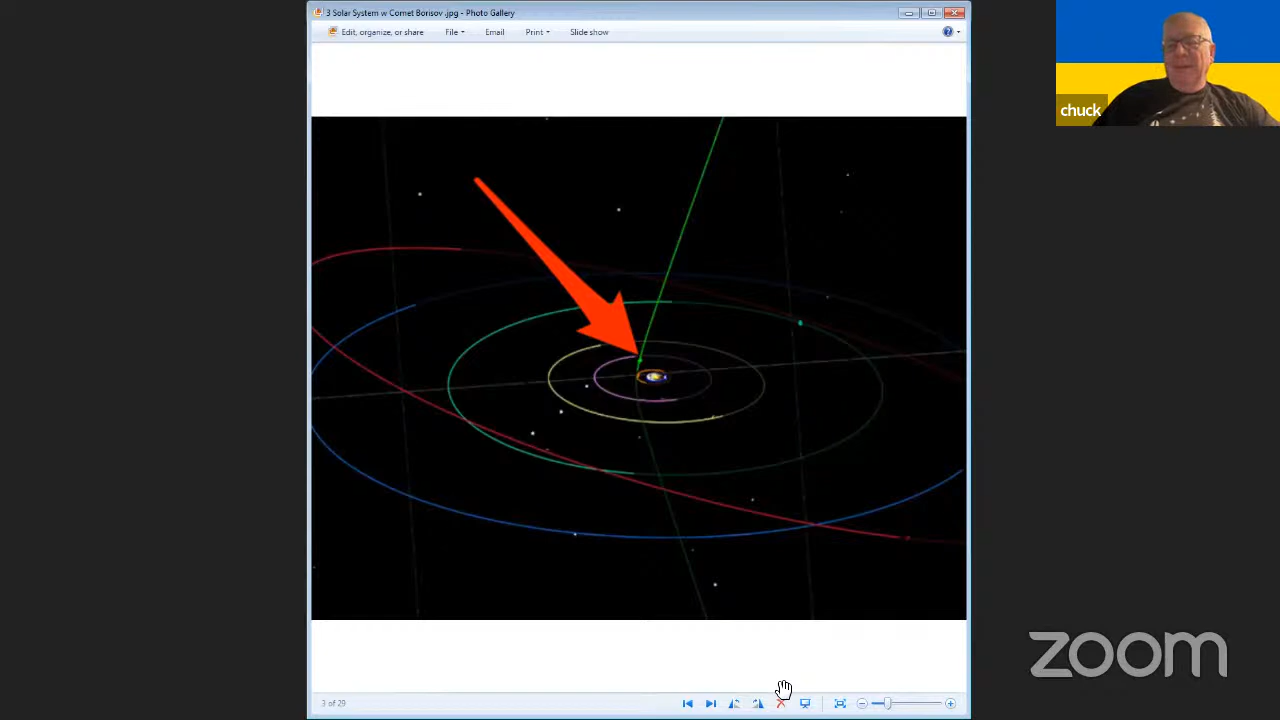 3 Solar System w Comet Borisov .jpg - Photo Gallery
Edit, organize, or share File Email Print Slide show
chuck
zoom
3 of 29